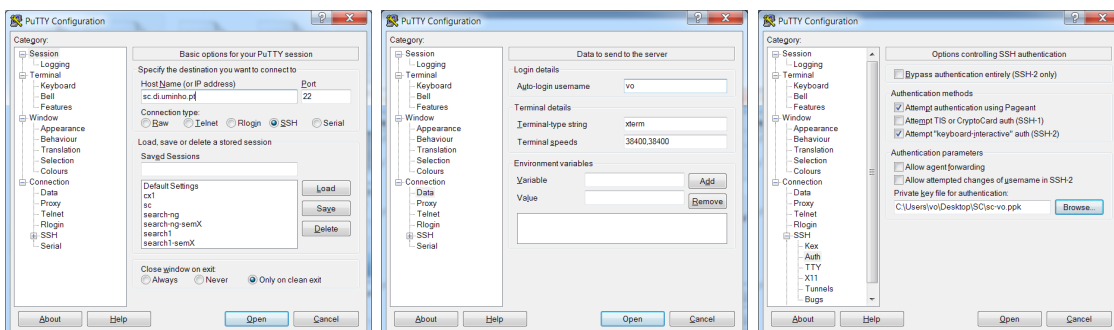 PuTTY Configuration
Category:
Session
Logging
Terminal
Keyboard
Bell
Features
Window
Appearance
Behaviour
Translation
Selection
Colours
Connection
Data
Proxy
Telnet
Rlogin
SSH
Serial
Basic options for your PuTTY session
Specify the destination you want to connect to
Host Name (or IP address) Port
sc.di.uminho.pt 22
Connection type:
Raw Telnet Rlogin SSH Serial
Load, save or delete a stored session
Saved Sessions
Default Settings
cx1
sc
search-ng
search-ng-semX
search1
search1-semX
Load
Save
Delete
Close window on exit:
Always Never Only on clean exit
About Help Open Cancel
PuTTY Configuration
Category:
Session
Logging
Terminal
Keyboard
Bell
Features
Window
Appearance
Behaviour
Translation
Selection
Colours
Connection
Data
Proxy
Telnet
Rlogin
SSH
Serial
Data to send to the server
Login details
Auto-login username vo
Terminal details
Terminal-type string xterm
Terminal speeds 38400,38400
Environment variables
Variable Add
Value Remove
About Help Open Cancel
PuTTY Configuration
Category:
Session
Logging
Terminal
Keyboard
Bell
Features
Window
Appearance
Behaviour
Translation
Selection
Colours
Connection
Data
Proxy
Telnet
Rlogin
SSH
Kex
Auth
TTY
X11
Tunnels
Bugs
Options controlling SSH authentication
Bypass authentication entirely (SSH-2 only)
Authentication methods
Attempt authentication using Pageant
Attempt TIS or CryptoCard auth (SSH-1)
Attempt "keyboard-interactive" auth (SSH-2)
Authentication parameters
Allow agent forwarding
Allow attempted changes of username in SSH-2
Private key file for authentication:
C:\Users\vo\Desktop\SC\sc-vo.ppk Browse...
About Help Open Cancel